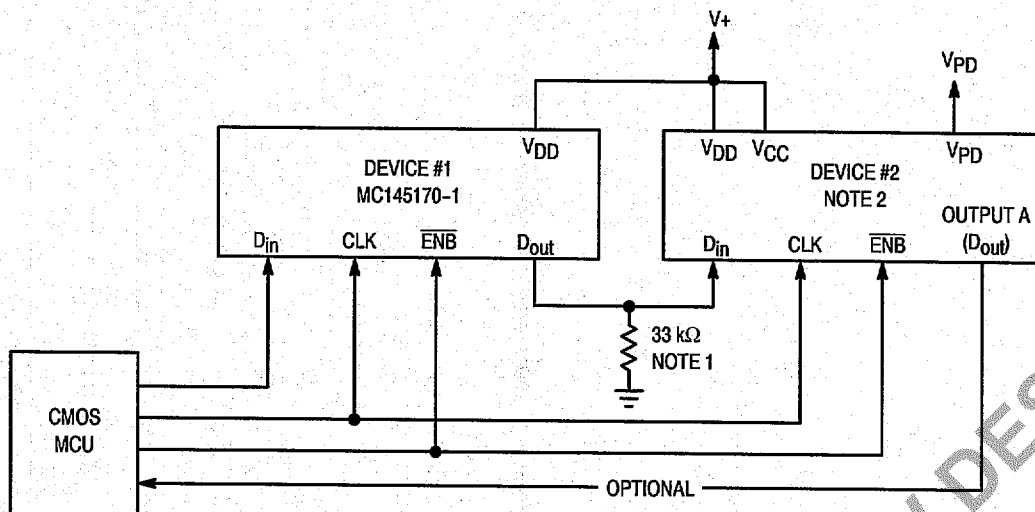 V+
VPD
VDD
VDD VCC VPD
DEVICE #1
MC145170-1
DEVICE #2
NOTE 2
OUTPUT A
(Dout)
Din CLK ENB Dout
Din CLK ENB
33 kΩ
NOTE 1
CMOS
MCU
OPTIONAL